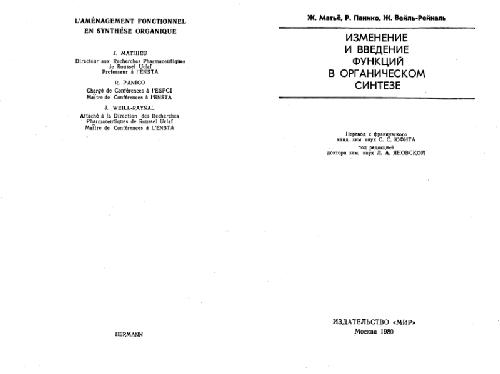 L'AMÉNAGEMENT FONCTIONNEL
EN SYNTHÈSE ORGANIQUE
J. MATHIEU
Directeur aux Recherches Pharmaceutiques
de Roussel Uclaf
Professeur à l'ENSTA
R. PANICO
Chargé de Conférences à l'ESPCI
Maître de Conférences à l'ENSTA
J. WEILL-RAYNAL
Attaché à la Direction des Recherches
Pharmaceutiques de Roussel Uclaf
Maître de Conférences à L'ENSTA
HERMANN
Ж. Матьё, Р. Панико, Ж. Вейль-Рейналь
ИЗМЕНЕНИЕ
И ВВЕДЕНИЕ
ФУНКЦИЙ
В ОРГАНИЧЕСКОМ
СИНТЕЗЕ
Перевод с французского
канд. хим. наук С. С. ЮФИТА
под редакцией
доктора хим. наук Л. А. ЯНОВСКОЙ
ИЗДАТЕЛЬСТВО «МИР»
Москва 1980